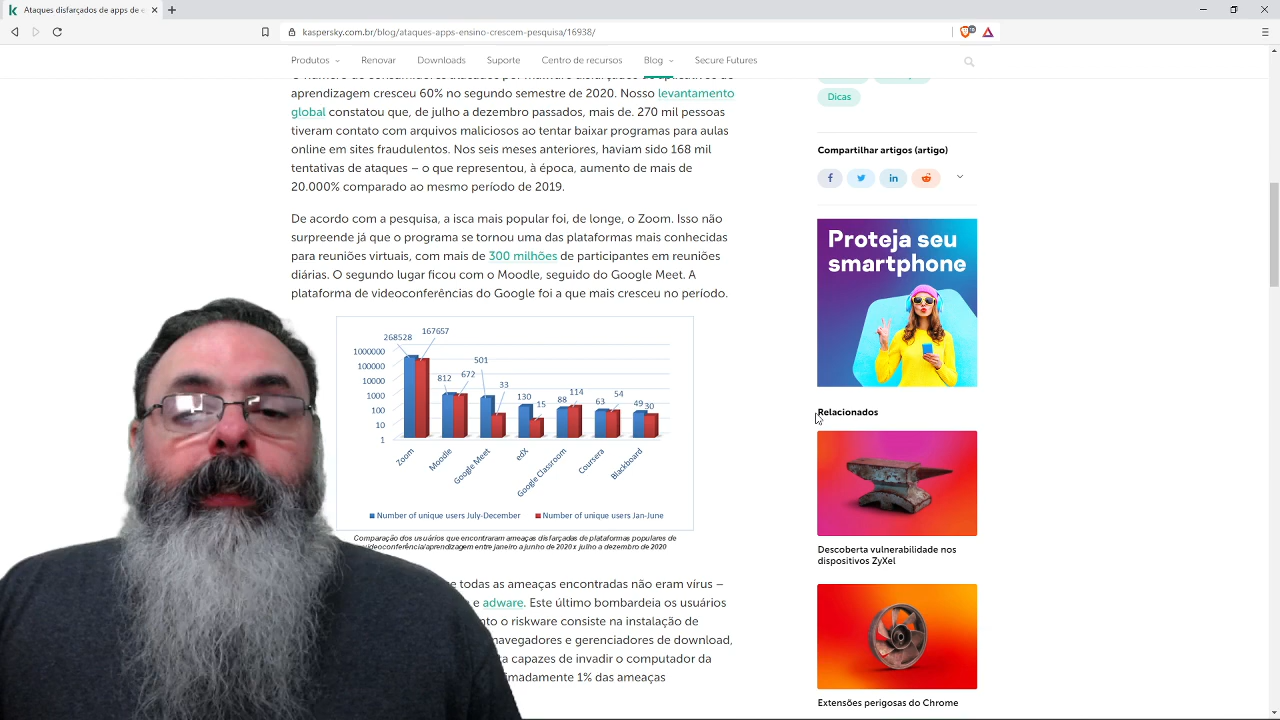 Ataques disfarçados de apps de e
kaspersky.com.br/blog/ataques-apps-ensino-crescem-pesquisa/16938/
Produtos
Renovar
Downloads
Suporte
Centro de recursos
Blog
Secure Futures
aprendizagem cresceu 60% no segundo semestre de 2020. Nosso levantamento
global constatou que, de julho a dezembro passados, mais de. 270 mil pessoas
tiveram contato com arquivos maliciosos ao tentar baixar programas para aulas
online em sites fraudulentos. Nos seis meses anteriores, haviam sido 168 mil
tentativas de ataques – o que representou, à época, aumento de mais de
20.000% comparado ao mesmo período de 2019.
De acordo com a pesquisa, a isca mais popular foi, de longe, o Zoom. Isso não
surpreende já que o programa se tornou uma das plataformas mais conhecidas
para reuniões virtuais, com mais de 300 milhões de participantes em reuniões
diárias. O segundo lugar ficou com o Moodle, seguido do Google Meet. A
plataforma de videoconferências do Google foi a que mais cresceu no período.
268528 167657
812 672 501 33 130 15 88 114 63 54 49 30
1000000
100000
10000
1000
100
10
1
Zoom
Moodle
Google Meet
edX
Google Classroom
Coursera
Blackboard
Number of unique users July-December
Number of unique users Jan-June
Comparação dos usuários que encontraram ameaças disfarçadas de plataformas populares de
videoconferência/aprendizagem entre janeiro a junho de 2020 x julho a dezembro de 2020
e todas as ameaças encontradas não eram vírus –
e adware. Este último bombardeia os usuários
nto o riskware consiste na instalação de
navegadores e gerenciadores de download,
ta capazes de invadir o computador da
imadamente 1% das ameaças
Dicas
Compartilhar artigos (artigo)
Proteja seu
smartphone
Relacionados
Descoberta vulnerabilidade nos
dispositivos ZyXel
Extensões perigosas do Chrome